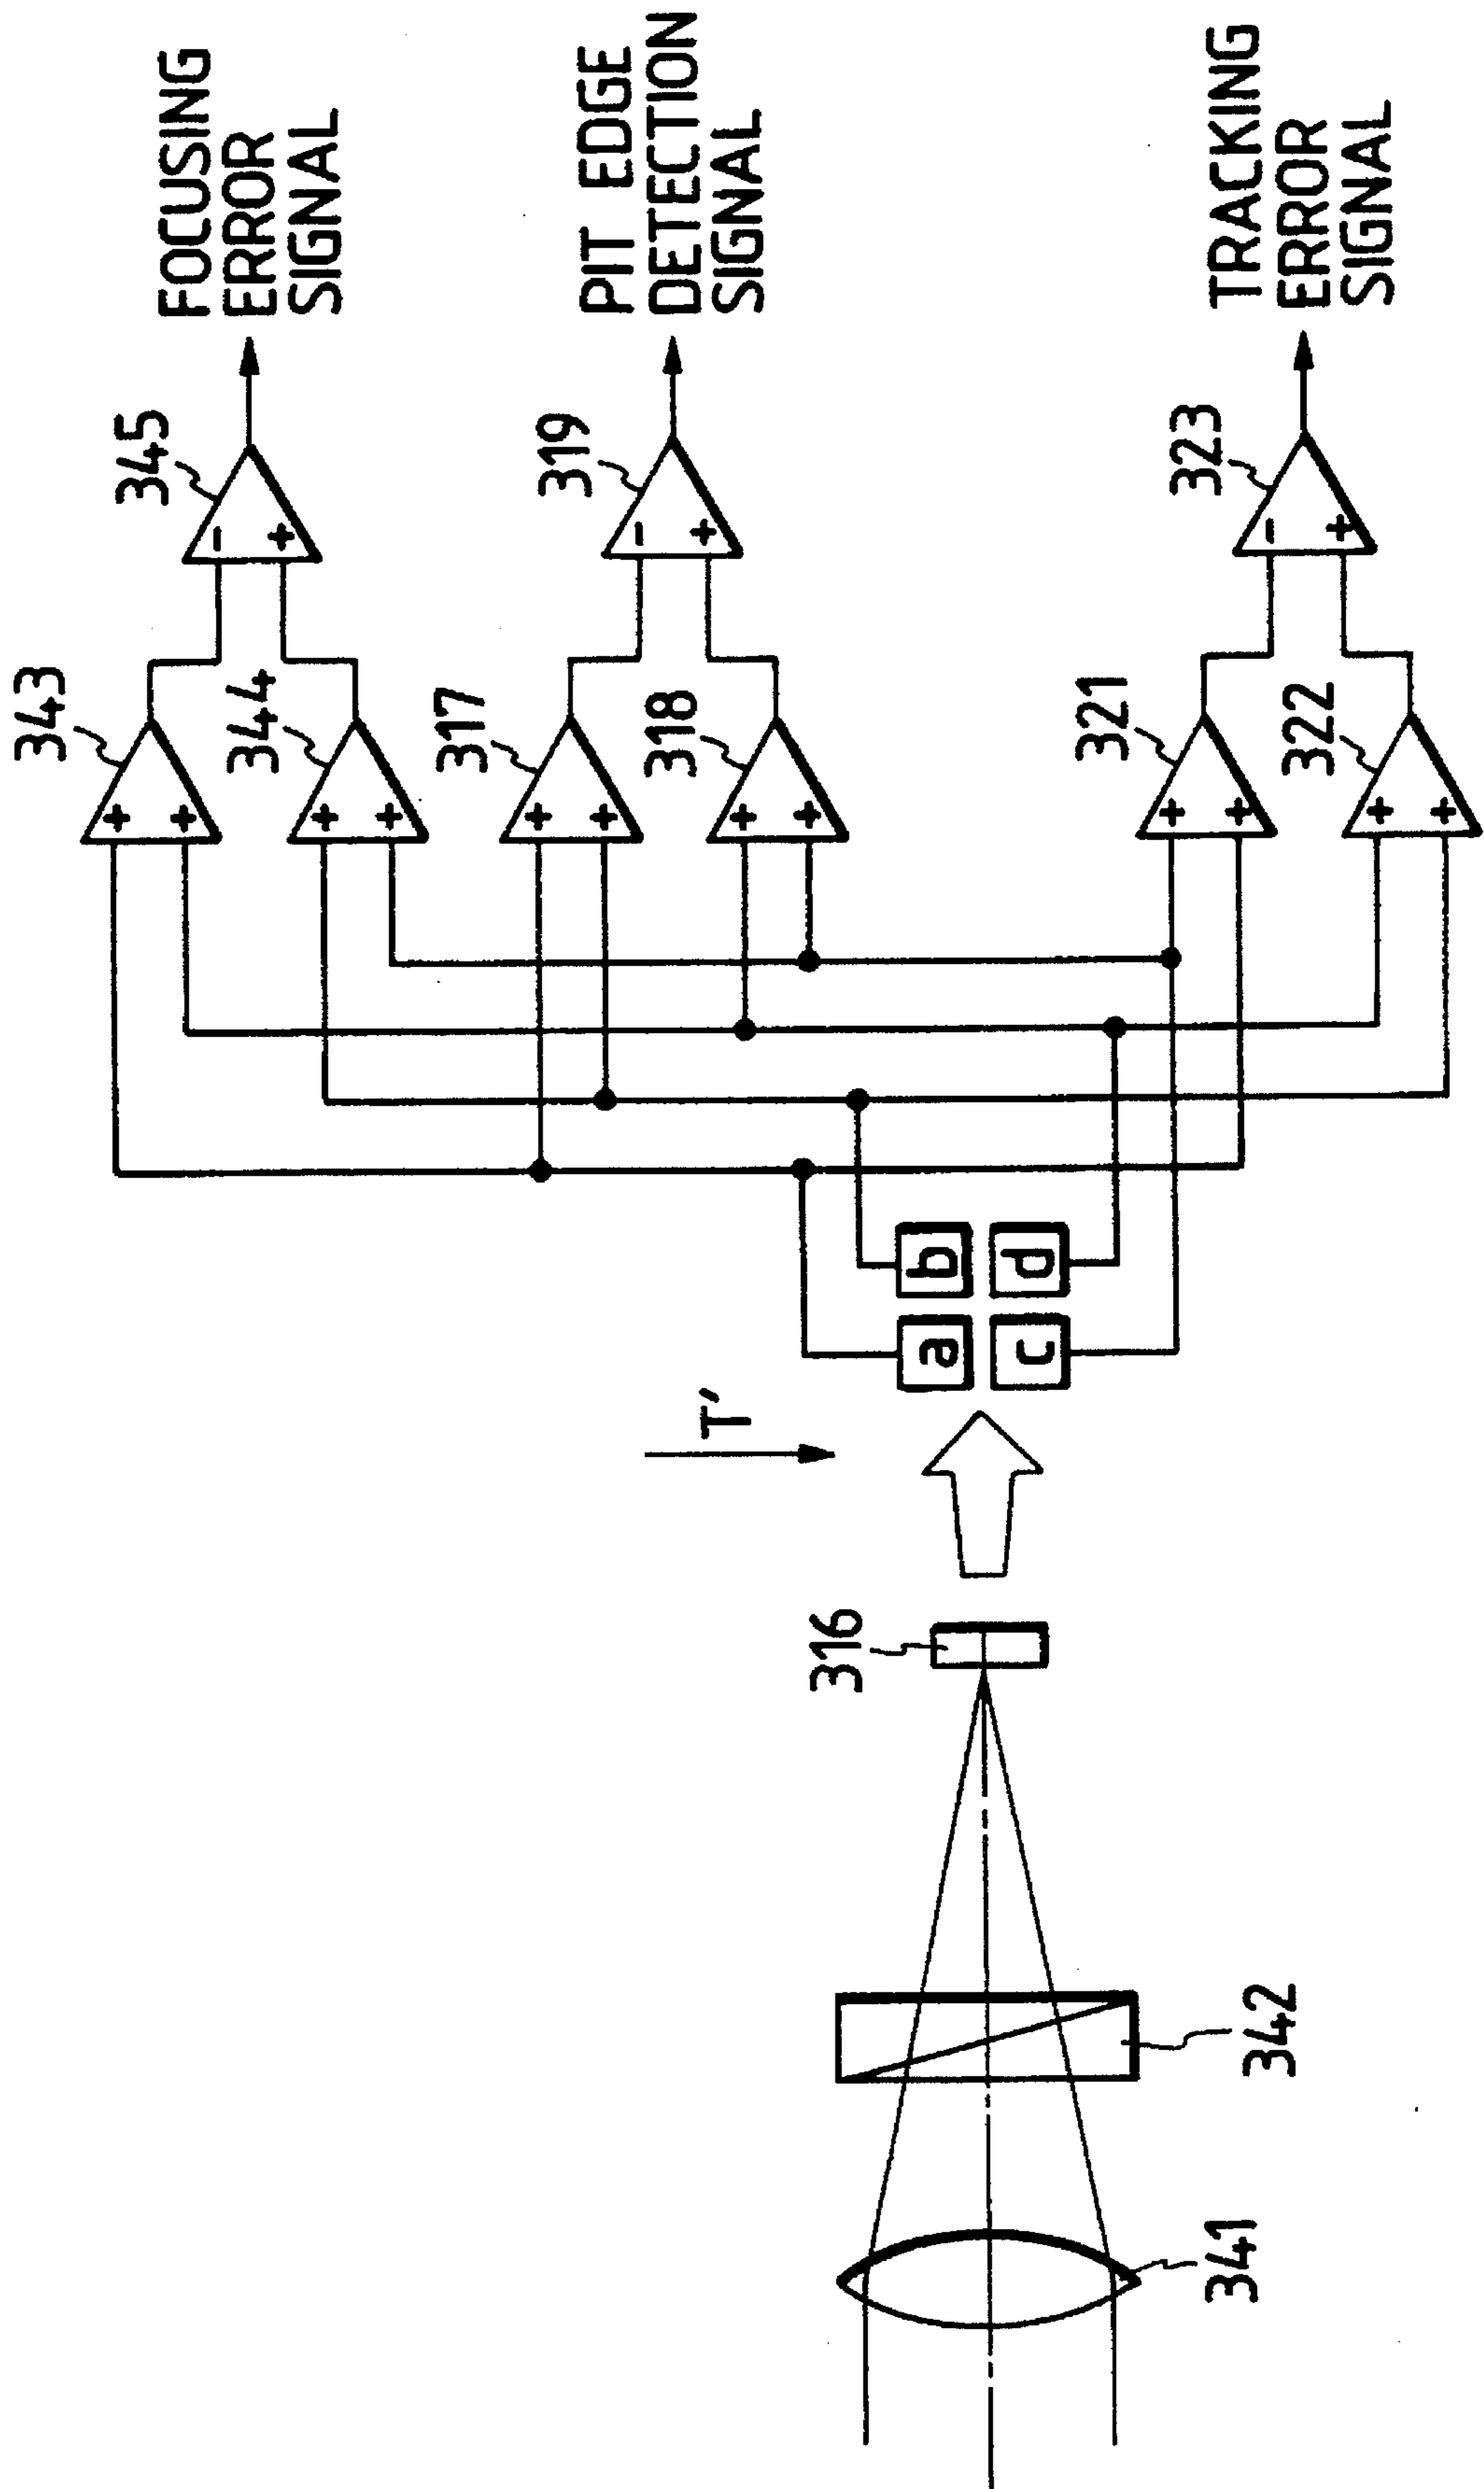 FOCUSING
ERROR
SIGNAL
PIT EDGE
DETECTION
SIGNAL
TRACKING
ERROR
SIGNAL
345
319
323
343
344
317
318
321
322
- +
- +
- +
+ +
+ +
+ +
+ +
+ +
+ +
T'
a b
c d
316
342
341